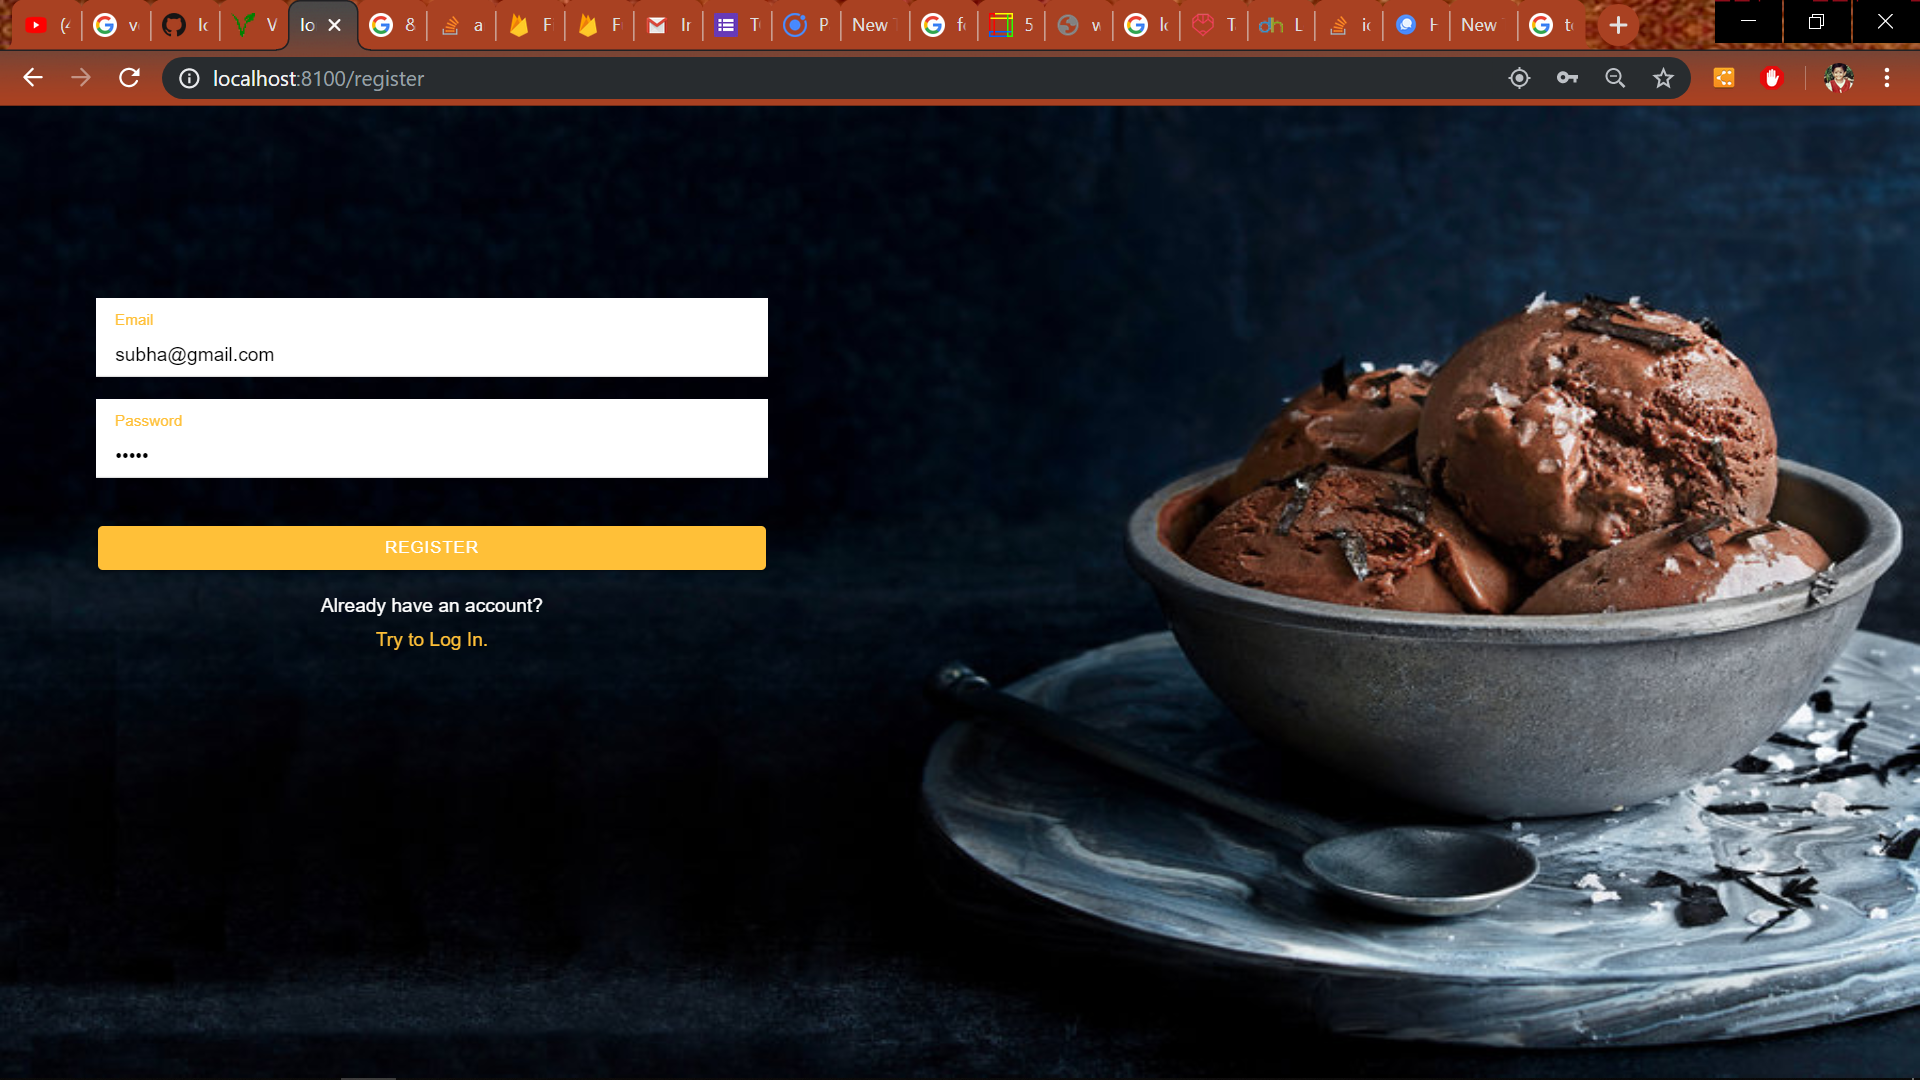 localhost:8100/register
Email
subha@gmail.com
Password
•••••
REGISTER
Already have an account?
Try to Log In.
New
New